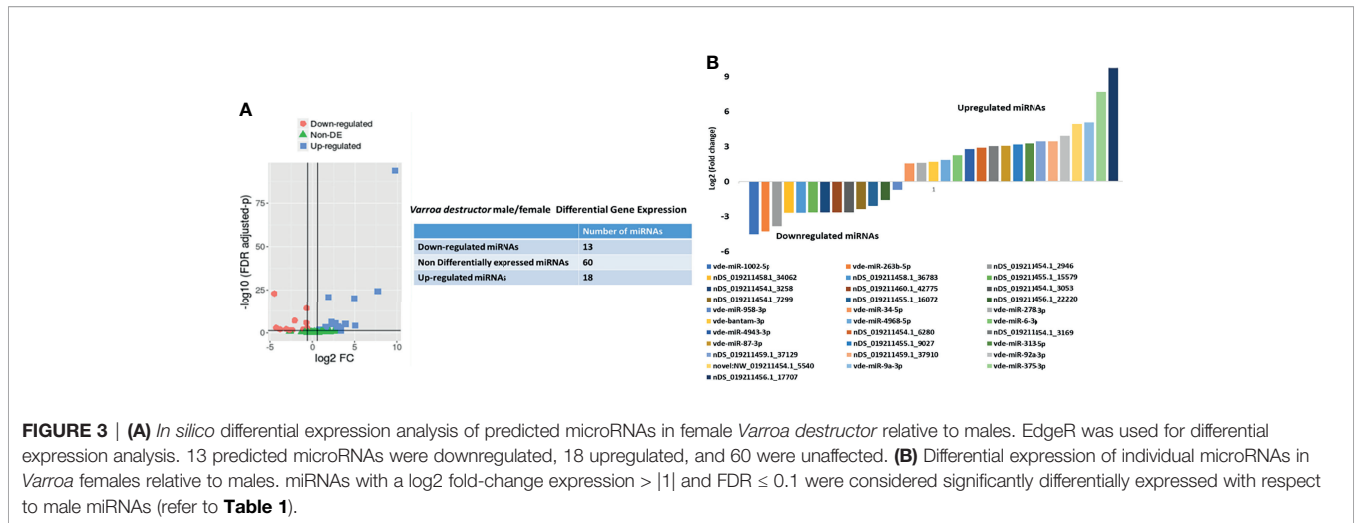 A
Down-regulated
Non-DE
Up-regulated
-log10 (FDR adjusted-p)
75
50
25
0
-5 0 5 10
log2 FC
Varroa destructor male/female Differential Gene Expression
Number of miRNAs
Down-regulated miRNAs 13
Non Differentially expressed miRNAs 60
Up-regulated miRNAs 18
B
Log2 (Fold change)
9
6
3
0
-3
-6
Upregulated miRNAs
1
Downregulated miRNAs
vde-miR-1002-5p vde-miR-263b-5p nDS_019211454.1_2946
nDS_019211458.1_34062 nDS_019211458.1_36783 nDS_019211455.1_15579
nDS_019211454.1_3258 nDS_019211460.1_42775 nDS_019211454.1_3053
nDS_019211454.1_7299 nDS_019211455.1_16072 nDS_019211456.1_22220
vde-miR-958-3p vde-miR-34-5p vde-miR-278-3p
vde-bantam-3p vde-miR-4968-5p vde-miR-6-3p
vde-miR-4943-3p nDS_019211454.1_6280 nDS_019211154.1_3169
vde-miR-87-3p nDS_019211455.1_9027 vde-miR-313-5p
nDS_019211459.1_37129 nDS_019211459.1_37910 vde-miR-92a-3p
novel:NW_019211454.1_5540 vde-miR-9a-3p vde-miR-375-3p
nDS_019211456.1_17707
FIGURE 3 | (A) In silico differential expression analysis of predicted microRNAs in female Varroa destructor relative to males. EdgeR was used for differential
expression analysis. 13 predicted microRNAs were downregulated, 18 upregulated, and 60 were unaffected. (B) Differential expression of individual microRNAs in
Varroa females relative to males. miRNAs with a log2 fold-change expression > |1| and FDR ≤ 0.1 were considered significantly differentially expressed with respect
to male miRNAs (refer to Table 1).